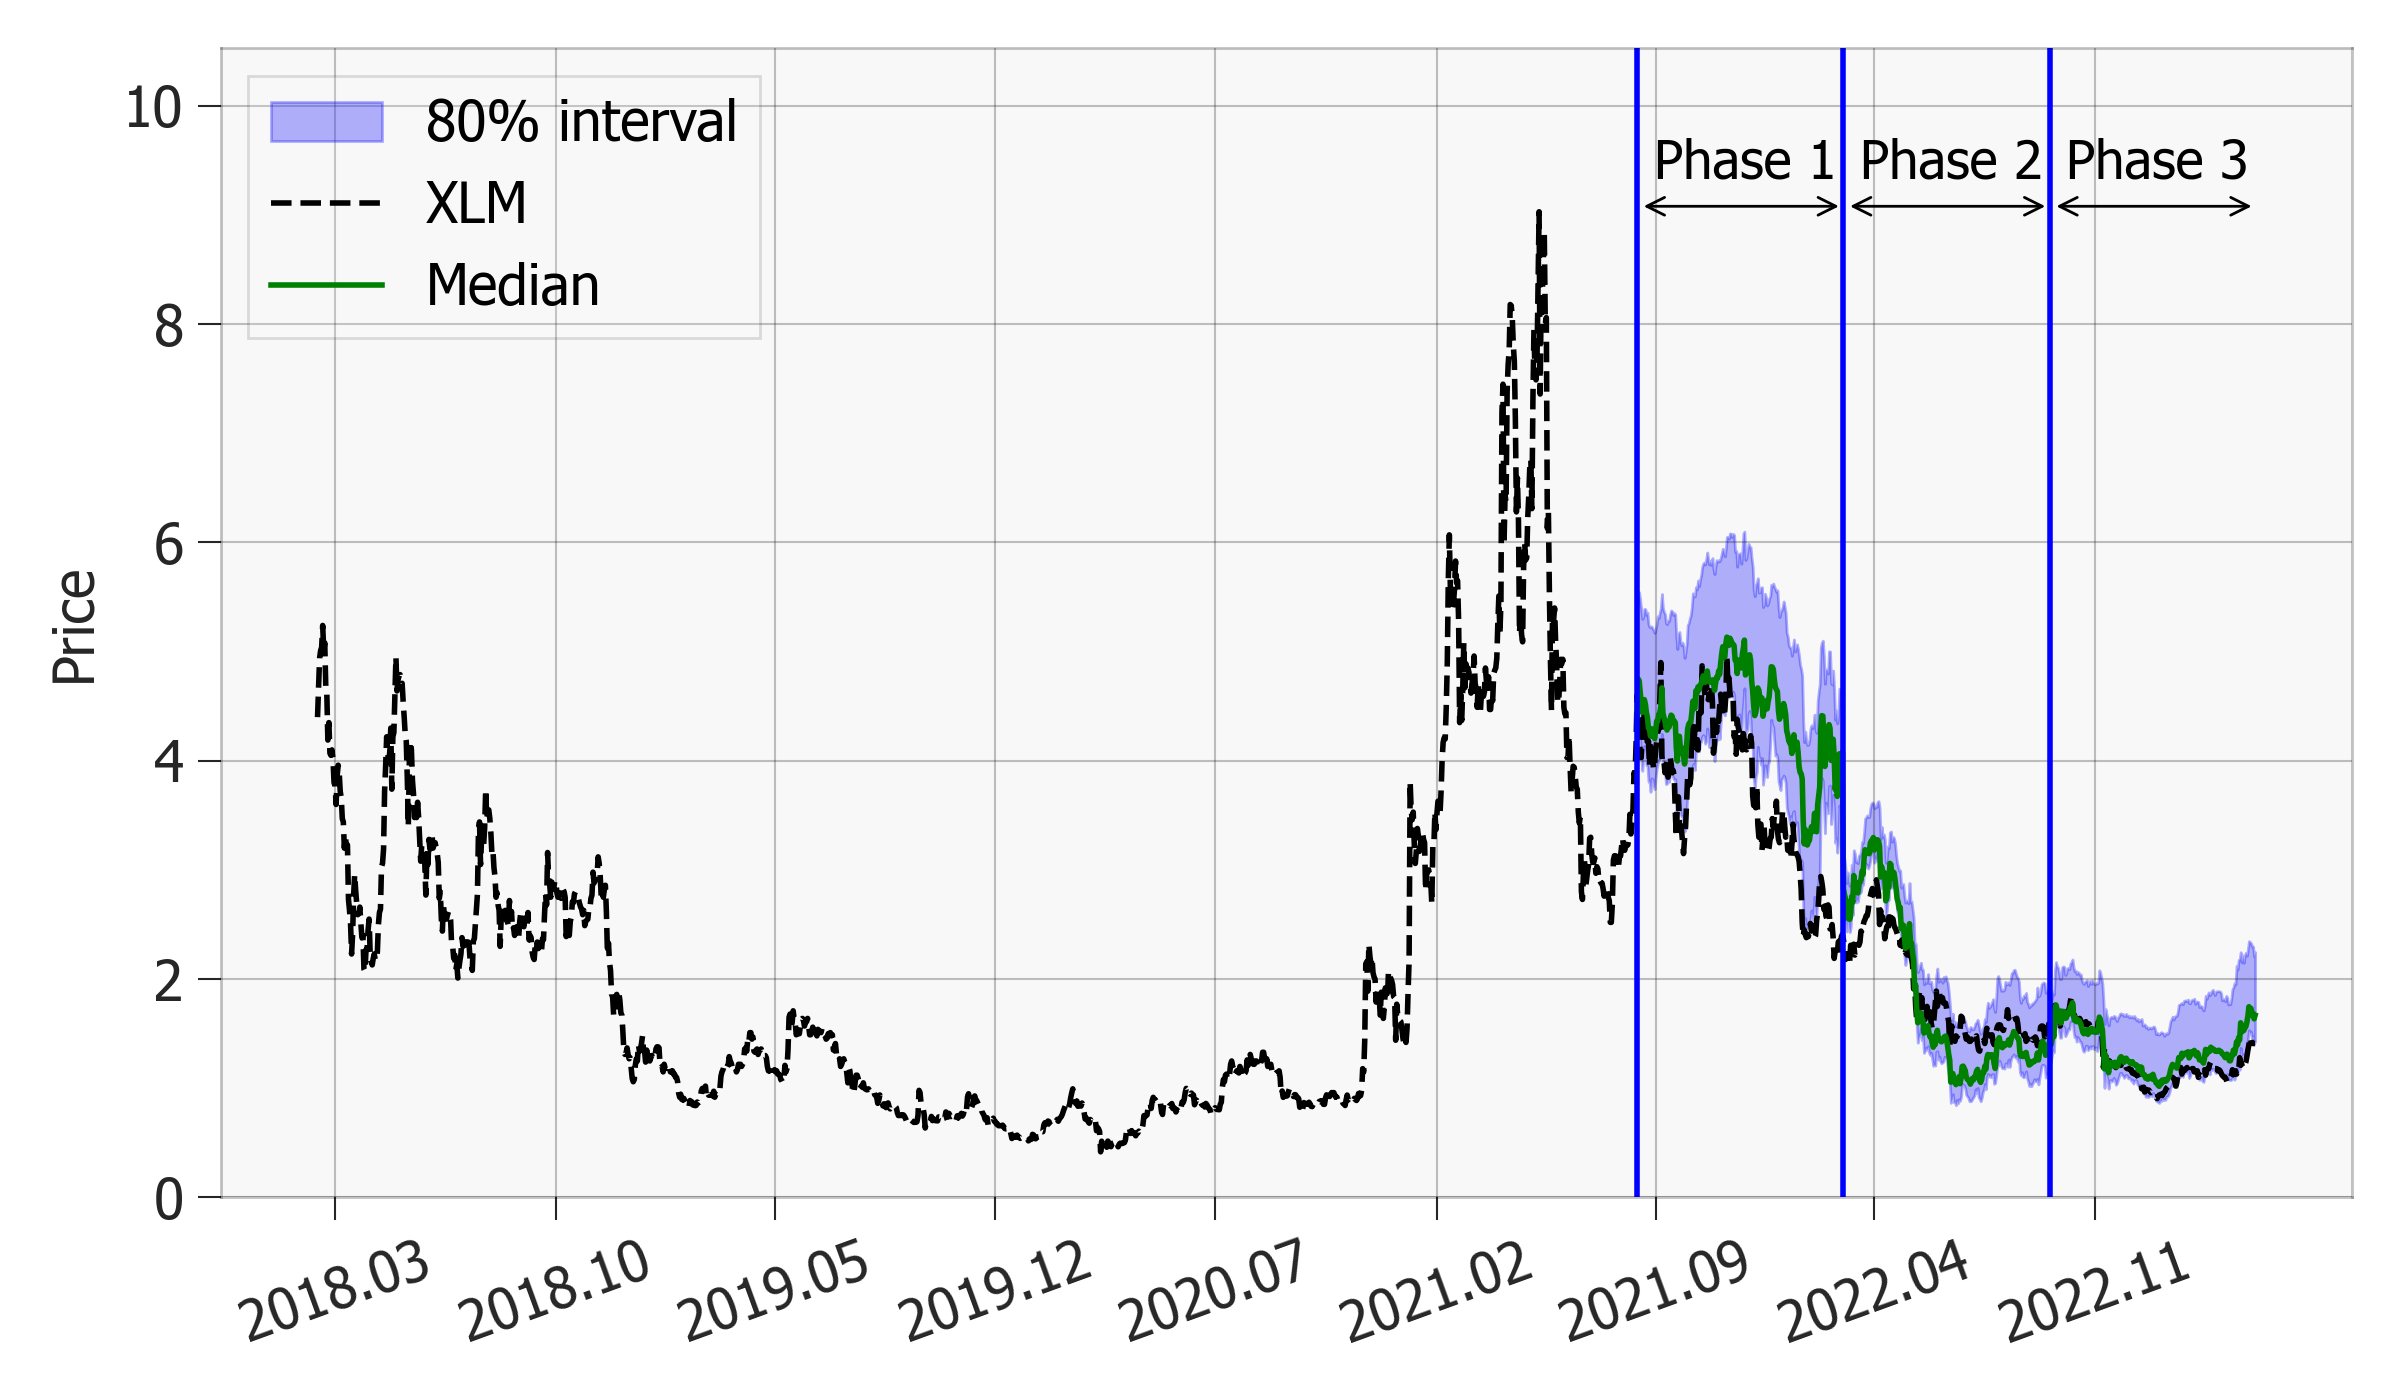 80% interval
XLM
Median
Phase 1
Phase 2
Phase 3
Price
10
8
6
4
2
0
2018.03
2018.10
2019.05
2019.12
2020.07
2021.02
2021.09
2022.04
2022.11